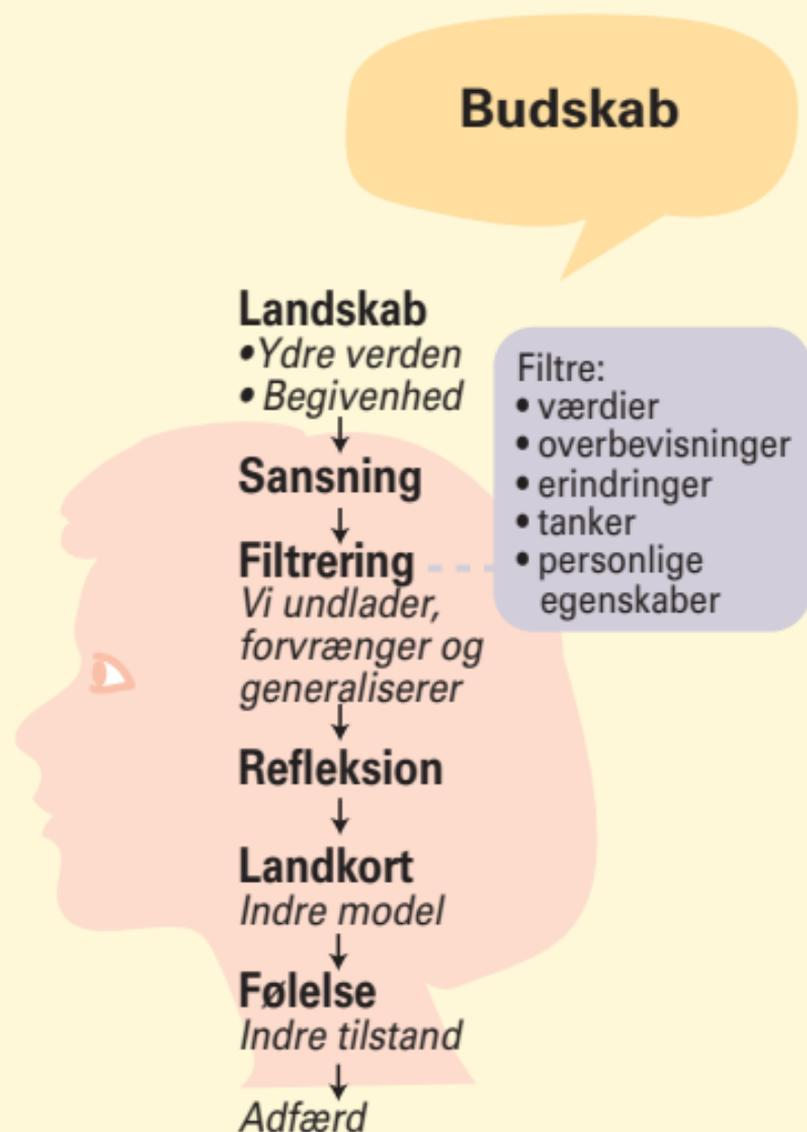 Budskab
Landskab
•Ydre verden
• Begivenhed
Sansning
Filtrering
Vi undlader,
forvrænger og
generaliserer
Refleksion
Landkort
Indre model
Følelse
Indre tilstand
Adfærd
Filtre:
• værdier
• overbevisninger
• erindringer
• tanker
• personlige
egenskaber